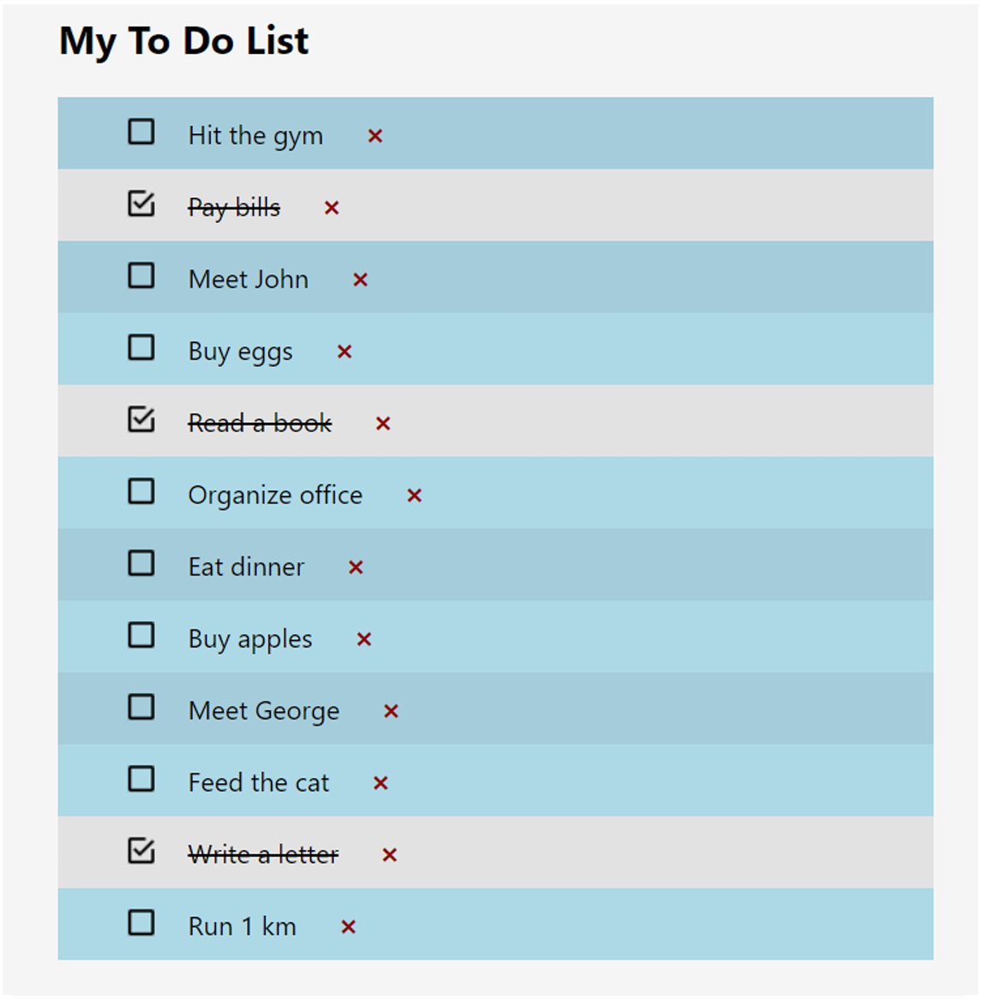 My To Do List
Hit the gym ×
Pay bills ×
Meet John ×
Buy eggs ×
Read a book ×
Organize office ×
Eat dinner ×
Buy apples ×
Meet George ×
Feed the cat ×
Write a letter ×
Run 1 km ×